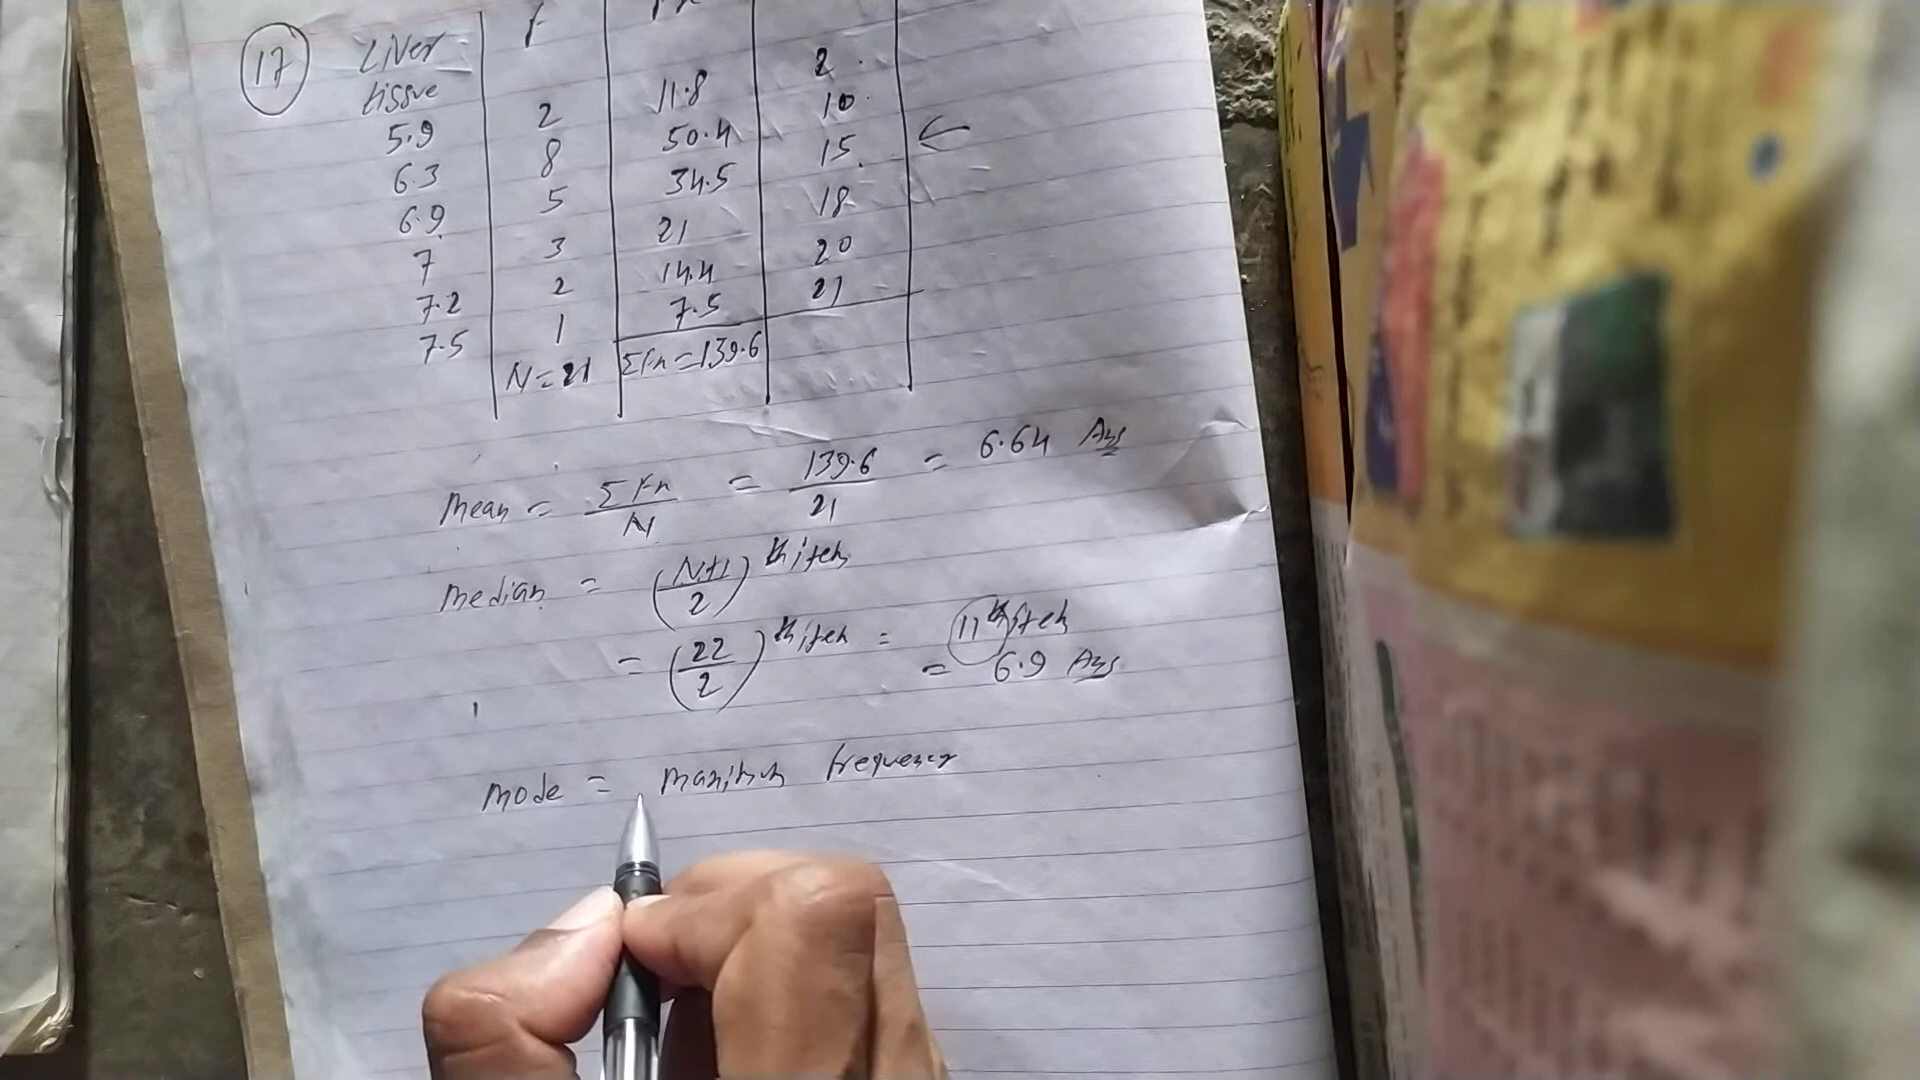 17 Liver tissue f
5.9 2 11.8 2
6.3 8 50.4 10
6.9 5 34.5 15 ←
7 3 21 18
7.2 2 14.4 20
7.5 1 7.5 21
N = 21 Σfx = 139.6
Mean = Σfx / N = 139.6 / 21 = 6.64 Ans
Median = (N+1 / 2)th item
= (22 / 2)th item = 11th item
= 6.9 Ans
Mode = Maximum frequency